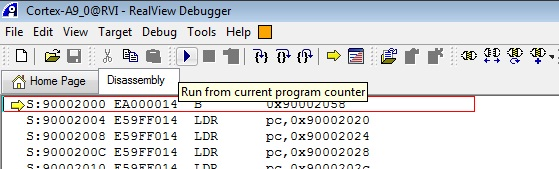 Cortex-A9_0@RVI - RealView Debugger
File Edit View Target Debug Tools Help
Home Page Disassembly
Run from current program counter
S:90002000 EA000014 B 0x90002058
S:90002004 E59FF014 LDR pc,0x90002020
S:90002008 E59FF014 LDR pc,0x90002024
S:9000200C E59FF014 LDR pc,0x90002028
S:90002010 E59FF014 LDR pc,0x9000202c